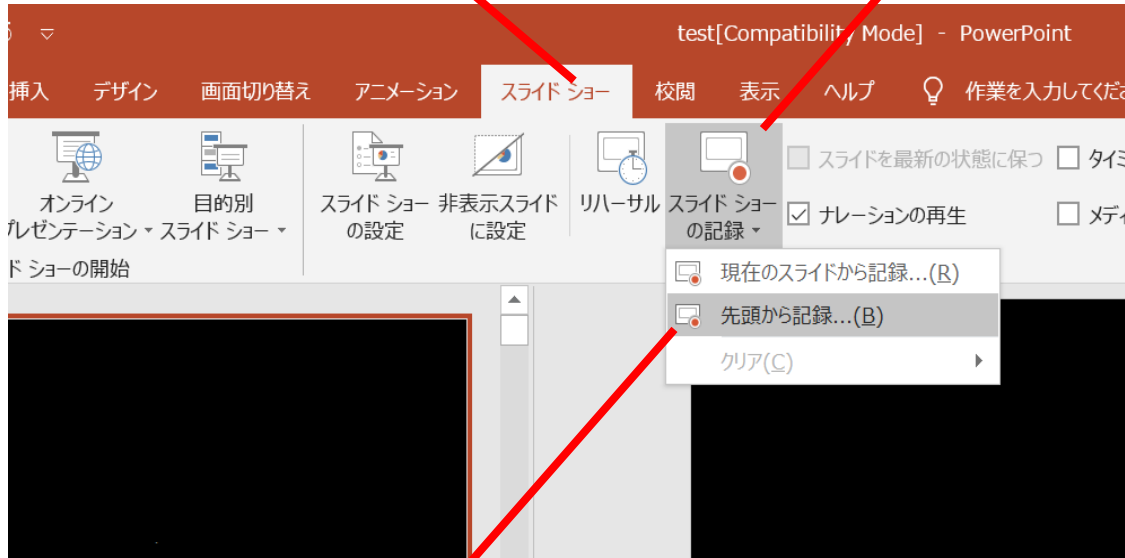 test[Compatibility Mode] - PowerPoint
挿入 デザイン 画面切り替え アニメーション スライド ショー 校閲 表示 ヘルプ 作業を入力してくだ
スライドを最新の状態に保つ
オンライン 目的別 スライド ショー 非表示スライド リハーサル スライド ショー ナレーションの再生
プレゼンテーション スライド ショー の設定 に設定 の記録
ド ショーの開始
現在のスライドから記録...(R)
先頭から記録...(B)
クリア(C)